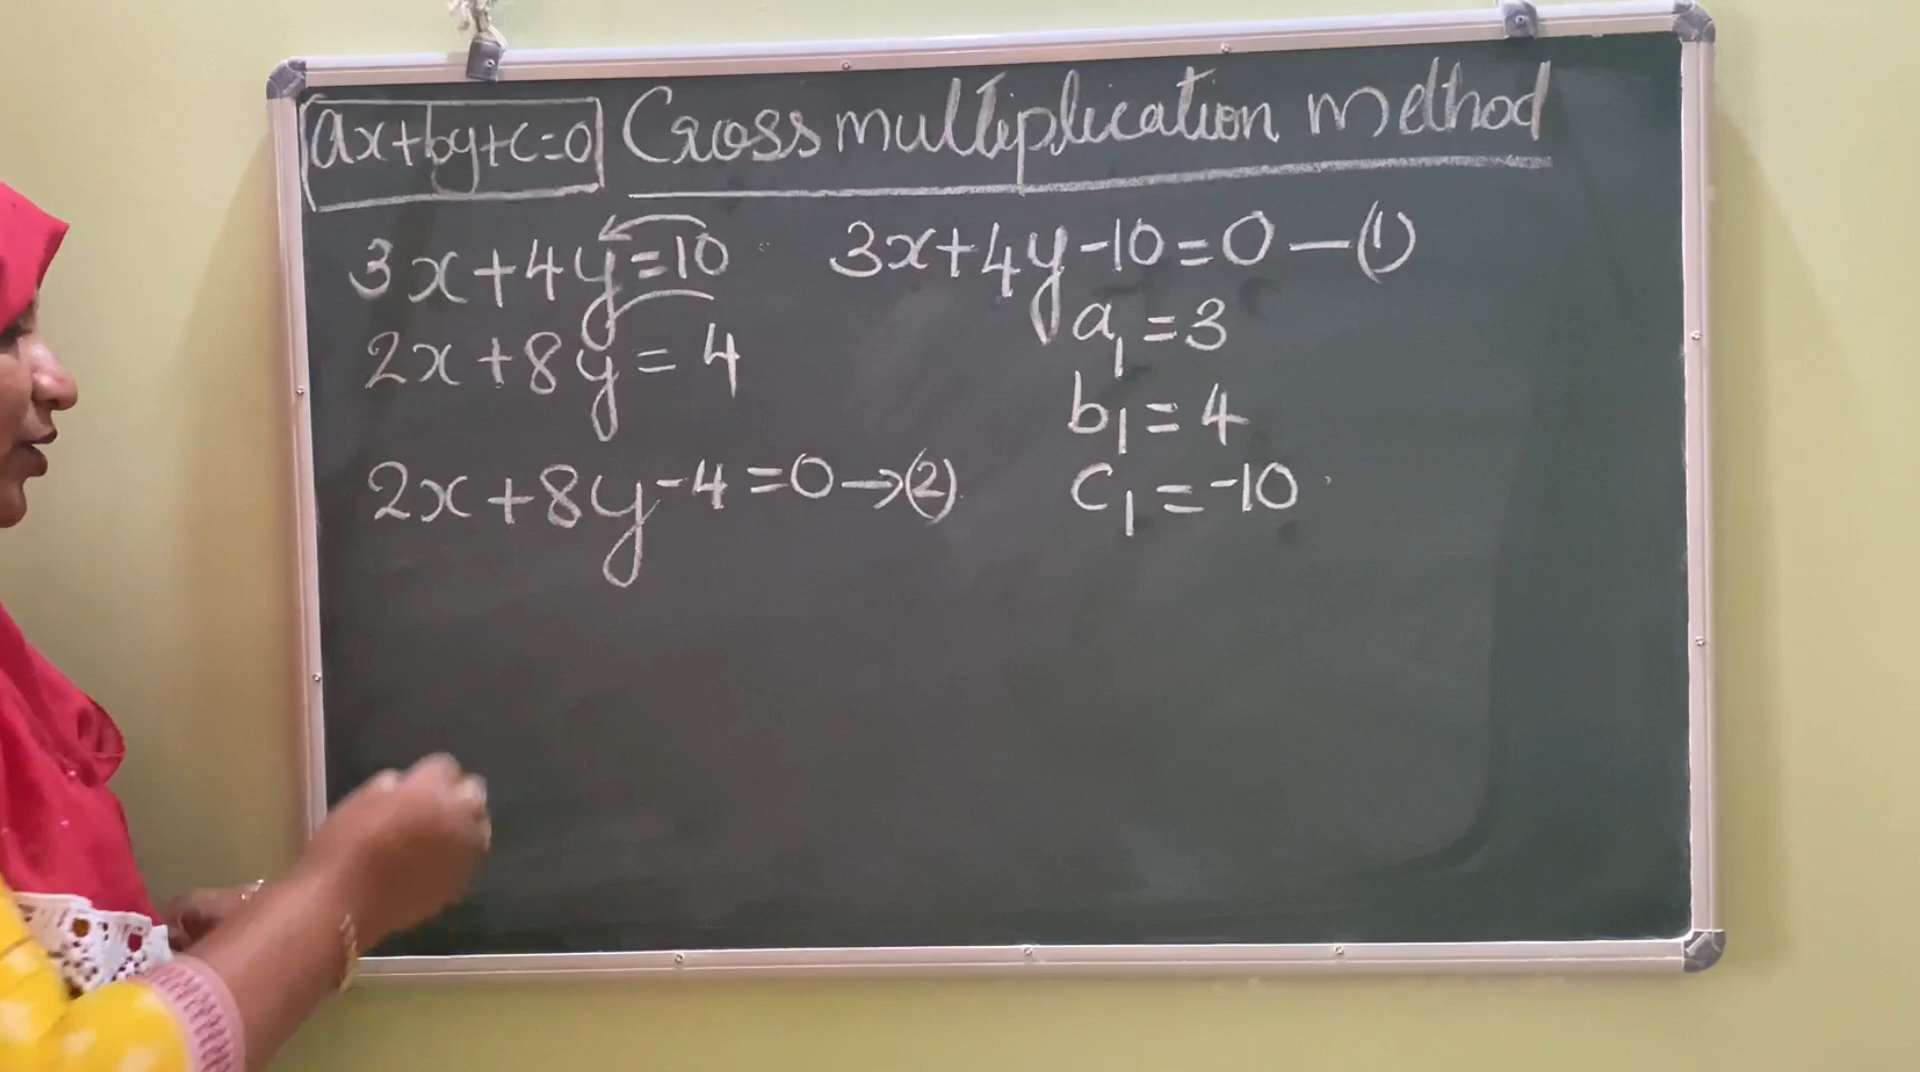 ax+by+c=0 Cross multiplication method
3x+4y=10
2x+8y=4
2x+8y-4=0→(2)
3x+4y-10=0—(1)
a₁=3
b₁=4
c₁=-10